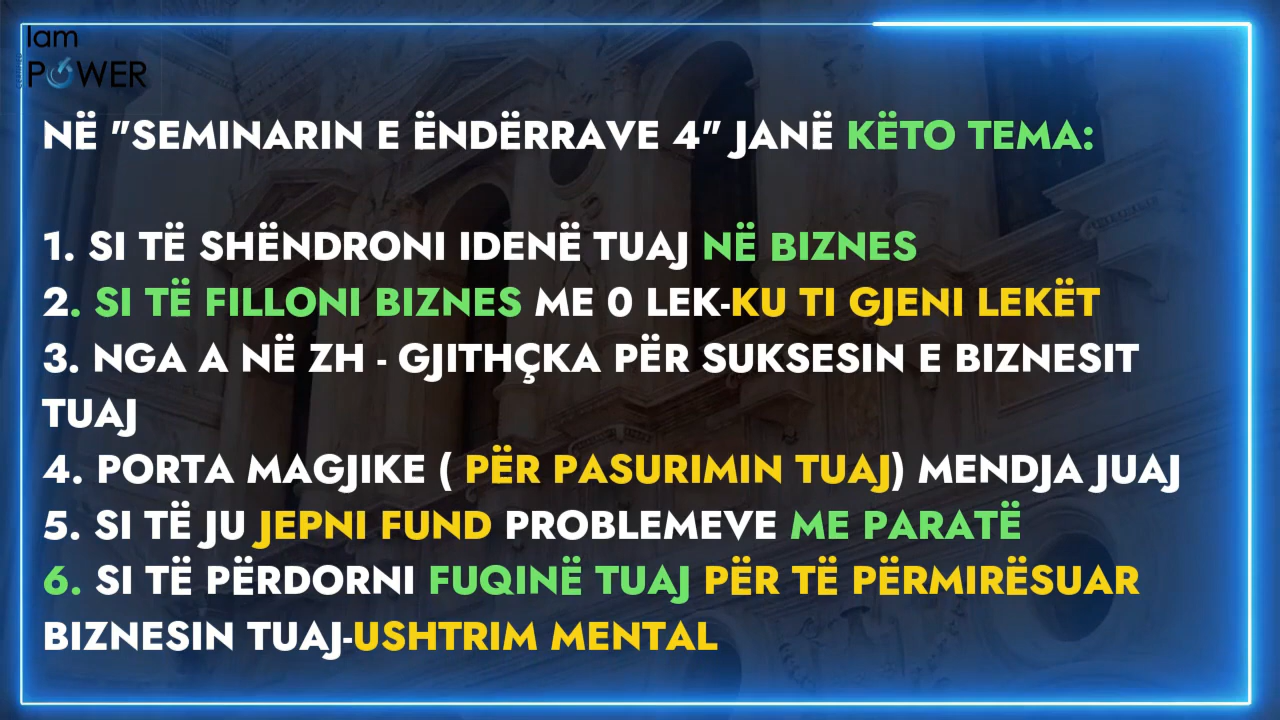 Iam
POWER
NË "SEMINARIN E ËNDËRRAVE 4" JANË KËTO TEMA:
1. SI TË SHËNDRONI IDENË TUAJ NË BIZNES
2. SI TË FILLONI BIZNES ME 0 LEK-KU TI GJENI LEKËT
3. NGA A NË ZH - GJITHÇKA PËR SUKSESIN E BIZNESIT
TUAJ
4. PORTA MAGJIKE ( PËR PASURIMIN TUAJ) MENDJA JUAJ
5. SI TË JU JEPNI FUND PROBLEMEVE ME PARATË
6. SI TË PËRDORNI FUQINË TUAJ PËR TË PËRMIRËSUAR
BIZNESIN TUAJ-USHTRIM MENTAL